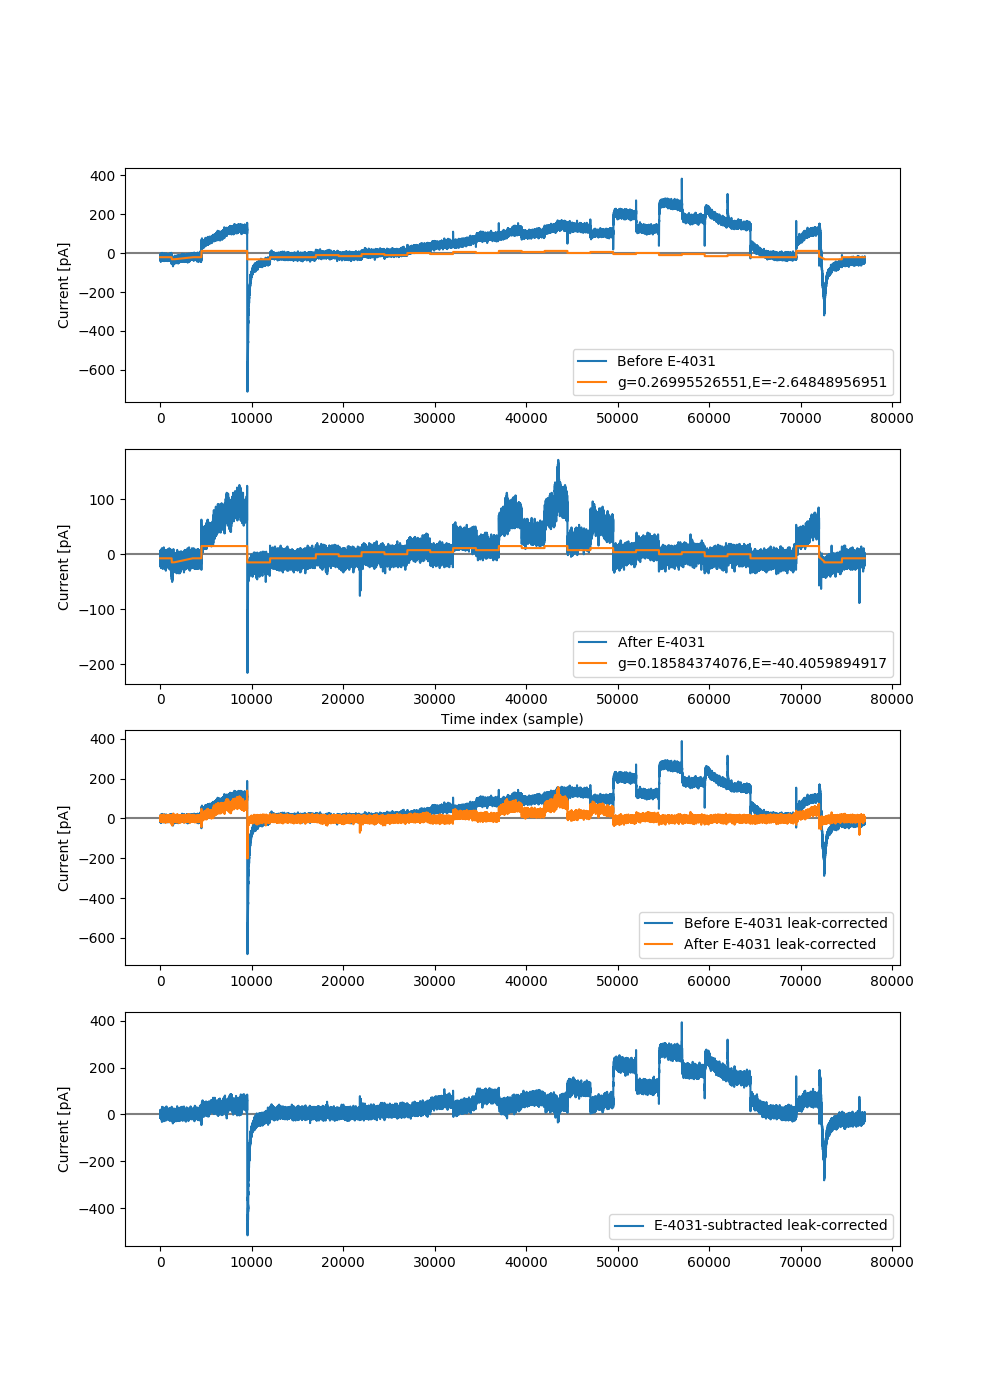 400
200
0
−200
−400
−600
Current [pA]
Before E-4031
g=0.26995526551,E=-2.64848956951
0 10000 20000 30000 40000 50000 60000 70000 80000
100
0
−100
−200
Current [pA]
After E-4031
g=0.18584374076,E=-40.4059894917
0 10000 20000 30000 40000 50000 60000 70000 80000
Time index (sample)
400
200
0
−200
−400
−600
Current [pA]
Before E-4031 leak-corrected
After E-4031 leak-corrected
0 10000 20000 30000 40000 50000 60000 70000 80000
400
200
0
−200
−400
Current [pA]
E-4031-subtracted leak-corrected
0 10000 20000 30000 40000 50000 60000 70000 80000